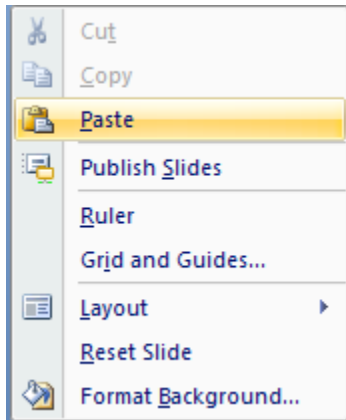 Cut
Copy
Paste
Publish Slides
Ruler
Grid and Guides...
Layout
Reset Slide
Format Background...